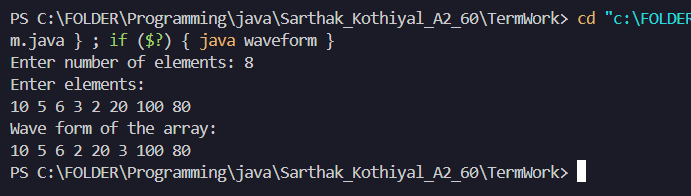 PS C:\FOLDER\Programming\java\Sarthak_Kothiyal_A2_60\TermWork> cd "c:\FOLDER
m.java } ; if ($?) { java waveform }
Enter number of elements: 8
Enter elements:
10 5 6 3 2 20 100 80
Wave form of the array:
10 5 6 2 20 3 100 80
PS C:\FOLDER\Programming\java\Sarthak_Kothiyal_A2_60\TermWork>